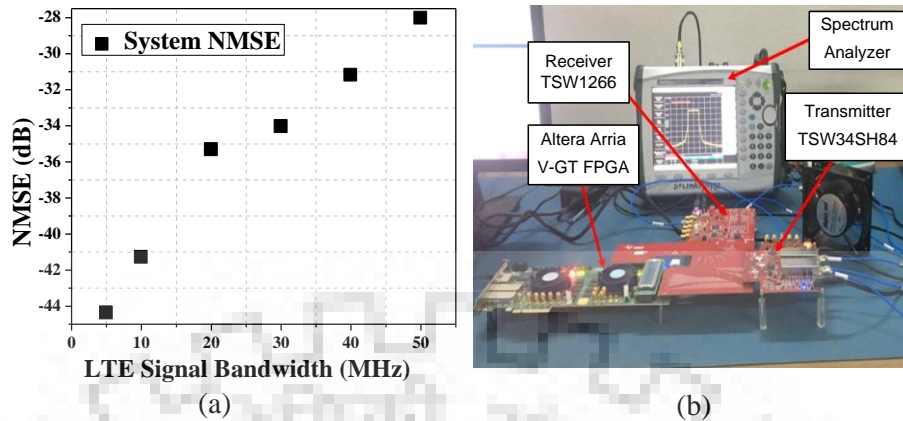 -28
-30
-32
-34
-36
-38
-40
-42
-44
NMSE (dB)
System NMSE
10
20
30
40
50
LTE Signal Bandwidth (MHz)
(a)
Spectrum
Analyzer
Receiver
TSW1266
Transmitter
TSW34SH84
Altera Arria
V-GT FPGA
(b)